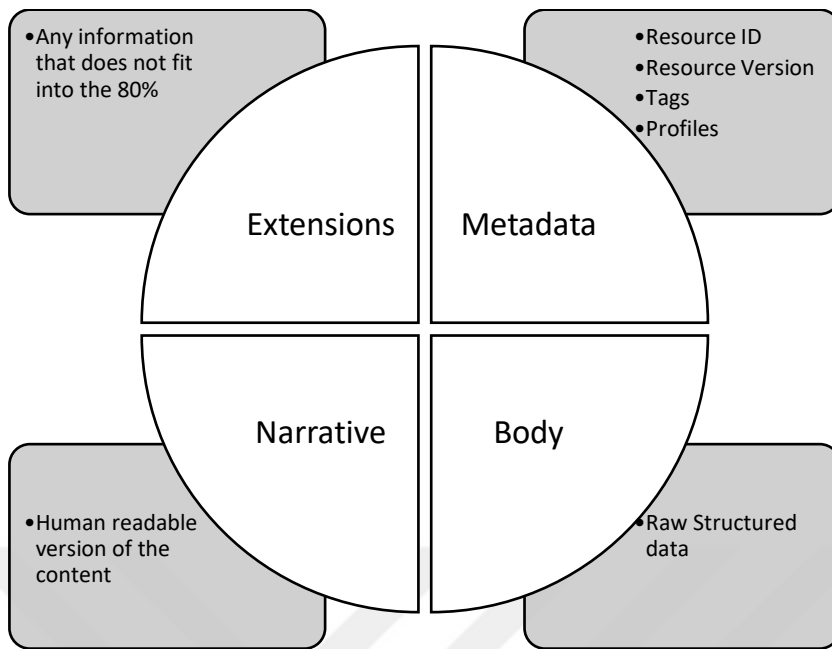 •Any information
that does not fit
into the 80%
•Resource ID
•Resource Version
•Tags
•Profiles
Extensions
Metadata
Narrative
Body
•Human readable
version of the
content
•Raw Structured
data